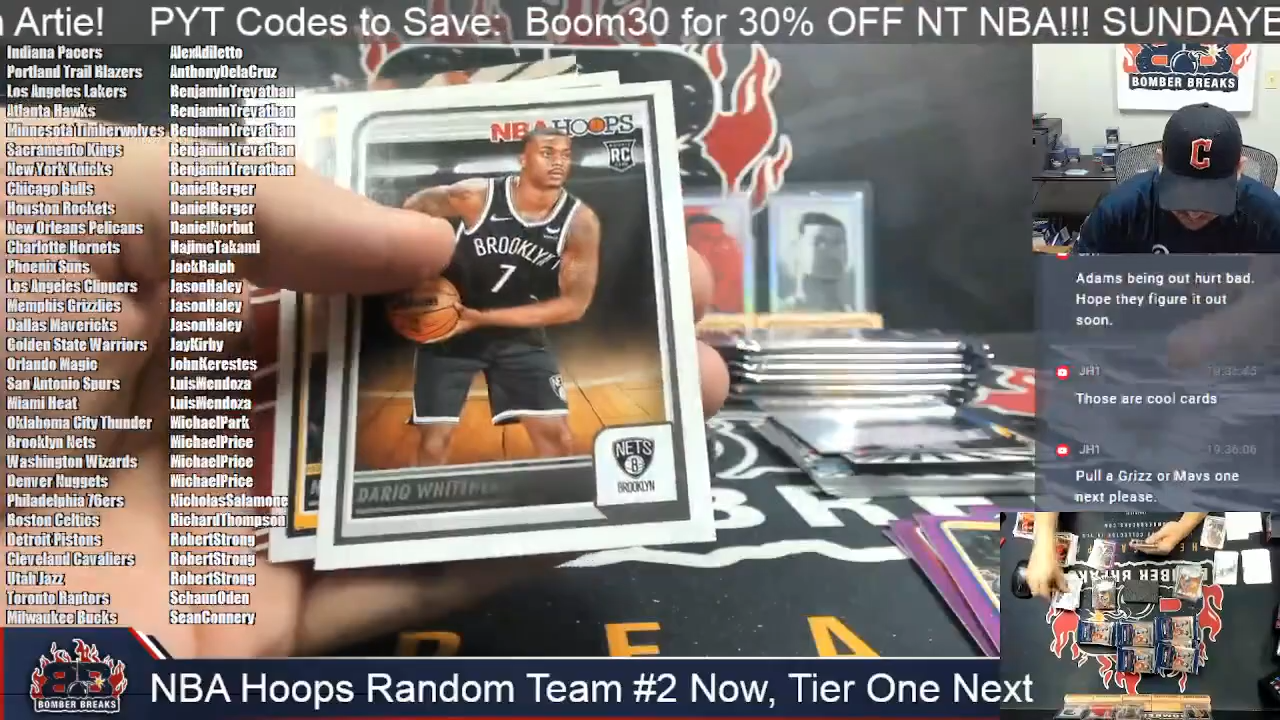 n Artie!     PYT Codes to Save:  Boom30 for 30% OFF NT NBA!!! SUNDAYE
Indiana Pacers AlexAdiletto
Portland Trail Blazers AnthonyDelaCruz
Los Angeles Lakers BenjaminTrevathan
Atlanta Hawks BenjaminTrevathan
Minnesota Timberwolves BenjaminTrevathan
Sacramento Kings BenjaminTrevathan
New York Knicks BenjaminTrevathan
Chicago Bulls DanielBerger
Houston Rockets DanielBerger
New Orleans Pelicans DanielNorbut
Charlotte Hornets HajimeTakami
Phoenix Suns JackRalph
Los Angeles Clippers JasonHaley
Memphis Grizzlies JasonHaley
Dallas Mavericks JasonHaley
Golden State Warriors JayKirby
Orlando Magic JohnKerestes
San Antonio Spurs LuisMendoza
Miami Heat LuisMendoza
Oklahoma City Thunder MichaelPark
Brooklyn Nets MichaelPrice
Washington Wizards MichaelPrice
Denver Nuggets MichaelPrice
Philadelphia 76ers NicholasSalamone
Boston Celtics RichardThompson
Detroit Pistons RobertStrong
Cleveland Cavaliers RobertStrong
Utah Jazz RobertStrong
Toronto Raptors SchaunOden
Milwaukee Bucks SeanConnery
NBA HOOPS
RC
BROOKLYN
7
DARIQ WHITEHE
NETS
B
BROOKLYN
BOMBER BREAKS
C
Adams being out hurt bad.
Hope they figure it out
soon.
JH1 19:35:45
Those are cool cards
JH1 19:36:06
Pull a Grizz or Mavs one
next please.
BOMBER BREAKS
NBA Hoops Random Team #2 Now, Tier One Next